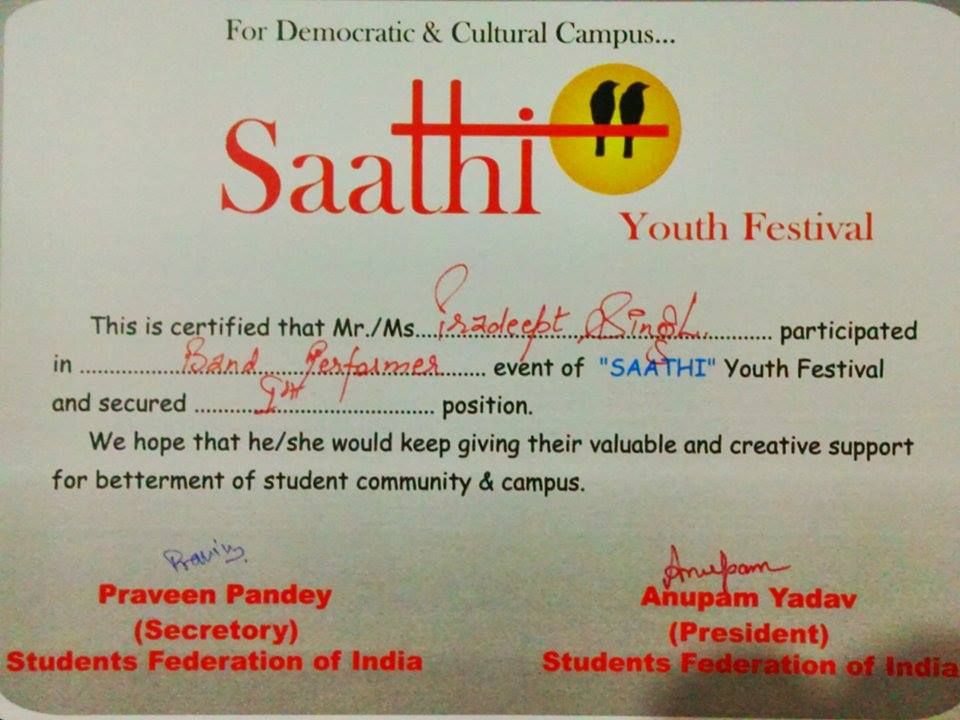 For Democratic & Cultural Campus...
Saathi
Youth Festival
This is certified that Mr./Ms....Pradeept Singh............ participated
in ..................Band Performer........ event of "SAATHI" Youth Festival
and secured ...........Ist....................... position.
We hope that he/she would keep giving their valuable and creative support
for betterment of student community & campus.
Pravin Anupam
Praveen Pandey Anupam Yadav
(Secretory) (President)
Students Federation of India Students Federation of India